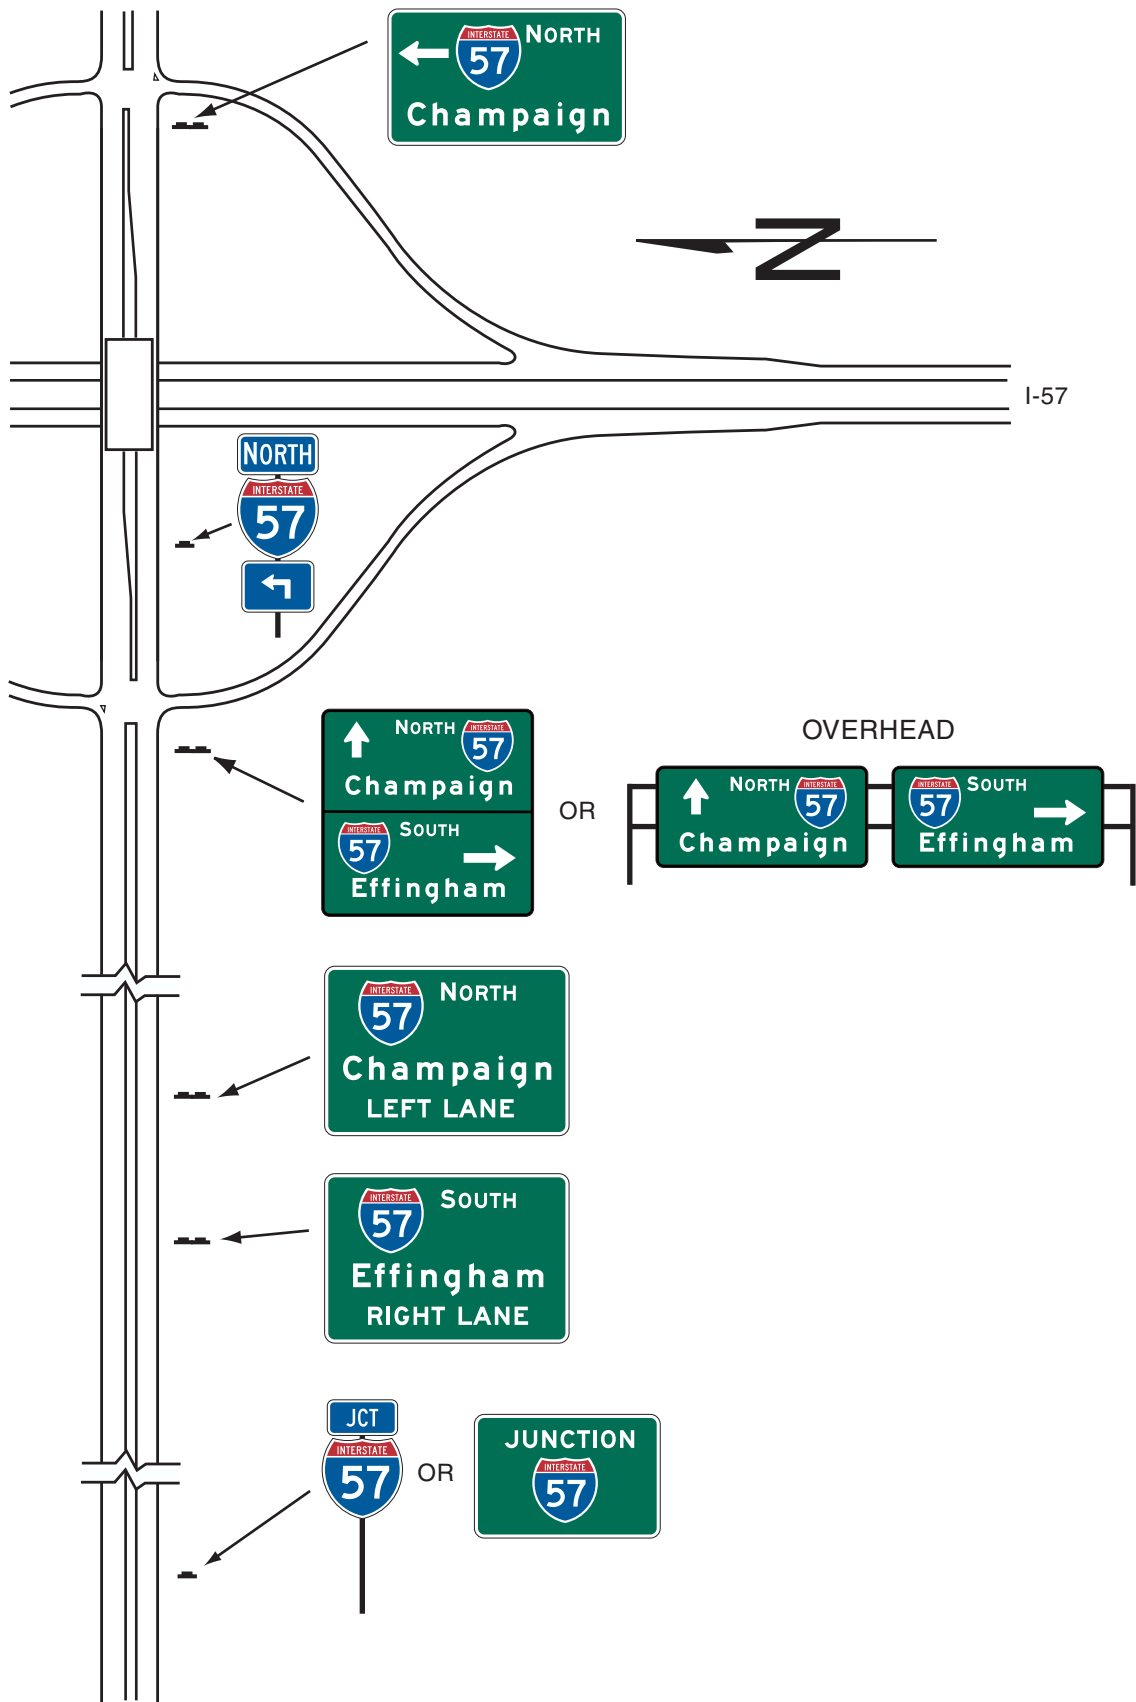 INTERSTATE
57
NORTH
Champaign
N
I-57
NORTH
INTERSTATE
57
NORTH
INTERSTATE
57
Champaign
INTERSTATE
57
SOUTH
Effingham
OR
OVERHEAD
NORTH
INTERSTATE
57
Champaign
INTERSTATE
57
SOUTH
Effingham
INTERSTATE
57
NORTH
Champaign
LEFT LANE
INTERSTATE
57
SOUTH
Effingham
RIGHT LANE
JCT
INTERSTATE
57
OR
JUNCTION
INTERSTATE
57